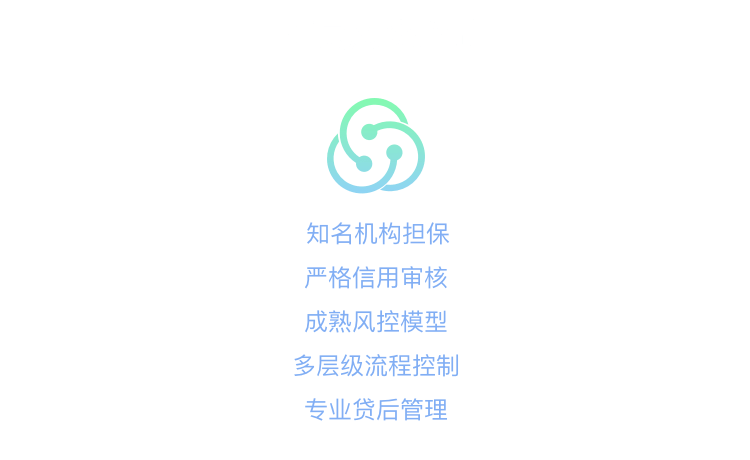 知名机构担保
严格信用审核
成熟风控模型
多层级流程控制
专业贷后管理